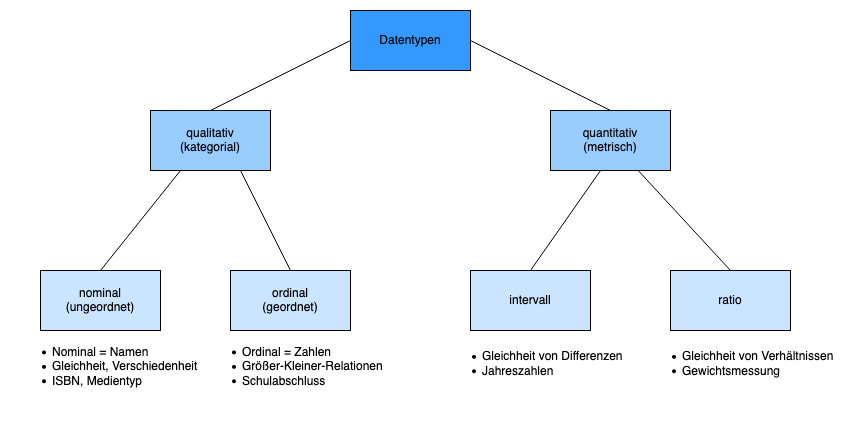 Datentypen
qualitativ
(kategorial)
quantitativ
(metrisch)
nominal
(ungeordnet)
ordinal
(geordnet)
intervall
ratio
• Nominal = Namen
• Gleichheit, Verschiedenheit
• ISBN, Medientyp
• Ordinal = Zahlen
• Größer-Kleiner-Relationen
• Schulabschluss
• Gleichheit von Differenzen
• Jahreszahlen
• Gleichheit von Verhältnissen
• Gewichtsmessung